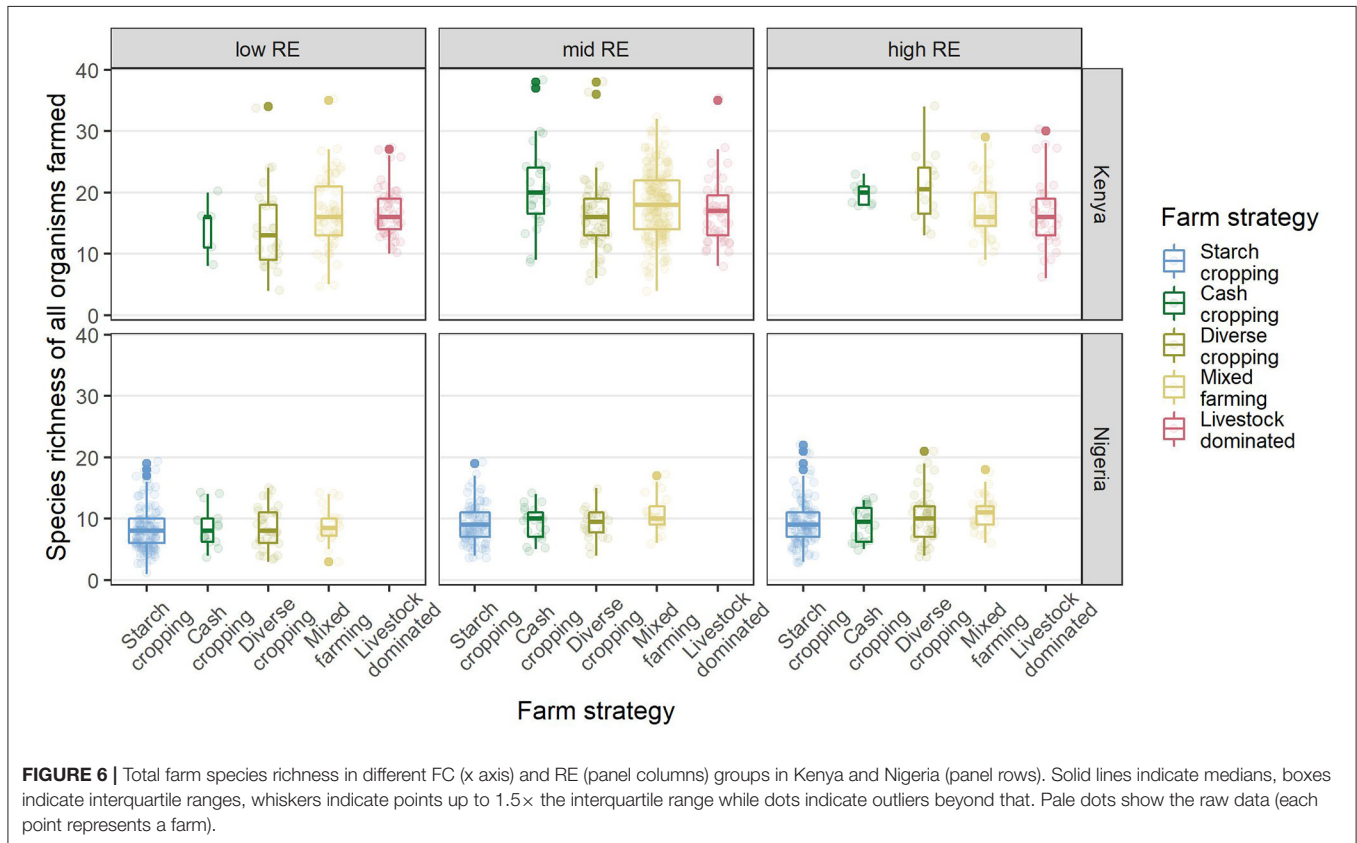 low RE
mid RE
high RE
Species richness of all organisms farmed
40
30
20
10
0
Kenya
40
30
20
10
0
Nigeria
Starch
cropping
Cash
cropping
Diverse
cropping
Mixed
farming
Livestock
dominated
Starch
cropping
Cash
cropping
Diverse
cropping
Mixed
farming
Livestock
dominated
Starch
cropping
Cash
cropping
Diverse
cropping
Mixed
farming
Livestock
dominated
Farm strategy
Farm strategy
Starch
cropping
Cash
cropping
Diverse
cropping
Mixed
farming
Livestock
dominated
FIGURE 6 | Total farm species richness in different FC (x axis) and RE (panel columns) groups in Kenya and Nigeria (panel rows). Solid lines indicate medians, boxes
indicate interquartile ranges, whiskers indicate points up to 1.5× the interquartile range while dots indicate outliers beyond that. Pale dots show the raw data (each
point represents a farm).